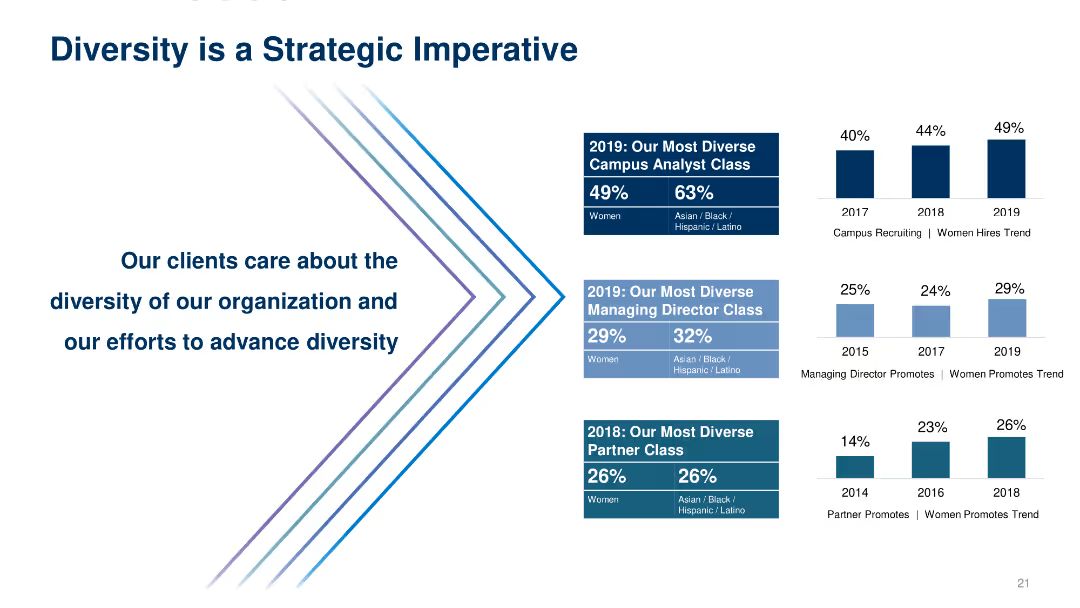 Diversity is a Strategic Imperative
Our clients care about the
diversity of our organization and
our efforts to advance diversity
2019: Our Most Diverse
Campus Analyst Class
49% 63%
Women Asian / Black /
Hispanic / Latino
40% 44% 49%
2017 2018 2019
Campus Recruiting | Women Hires Trend
2019: Our Most Diverse
Managing Director Class
29% 32%
Women Asian / Black /
Hispanic / Latino
25% 24% 29%
2015 2017 2019
Managing Director Promotes | Women Promotes Trend
2018: Our Most Diverse
Partner Class
26% 26%
Women Asian / Black /
Hispanic / Latino
14% 23% 26%
2014 2016 2018
Partner Promotes | Women Promotes Trend
21